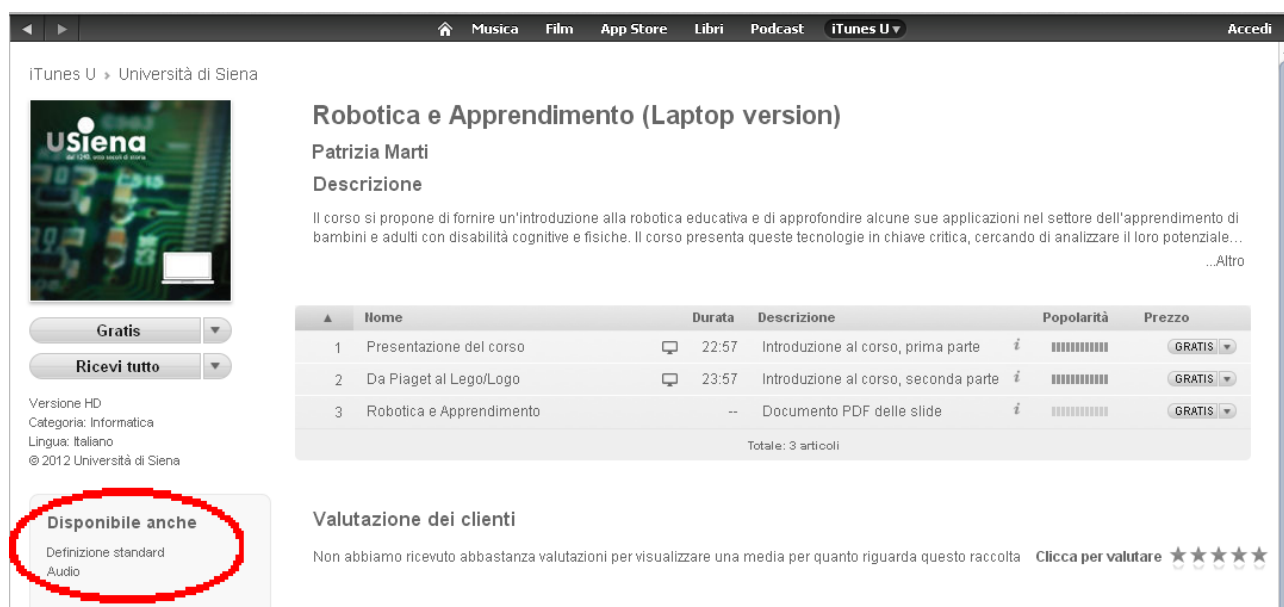 Musica Film App Store Libri Podcast iTunes U Accedi
iTunes U › Università di Siena
USiena
dal 1240, otto secoli di storia
Robotica e Apprendimento (Laptop version)
Patrizia Marti
Descrizione
Il corso si propone di fornire un'introduzione alla robotica educativa e di approfondire alcune sue applicazioni nel settore dell'apprendimento di
bambini e adulti con disabilità cognitive e fisiche. Il corso presenta queste tecnologie in chiave critica, cercando di analizzare il loro potenziale...
...Altro
Gratis
Ricevi tutto
Versione HD
Categoria: Informatica
Lingua: Italiano
© 2012 Università di Siena
Nome Durata Descrizione Popolarità Prezzo
1 Presentazione del corso 22:57 Introduzione al corso, prima parte i GRATIS
2 Da Piaget al Lego/Logo 23:57 Introduzione al corso, seconda parte i GRATIS
3 Robotica e Apprendimento -- Documento PDF delle slide i GRATIS
Totale: 3 articoli
Disponibile anche
Definizione standard
Audio
Valutazione dei clienti
Non abbiamo ricevuto abbastanza valutazioni per visualizzare una media per quanto riguarda questo raccolta Clicca per valutare